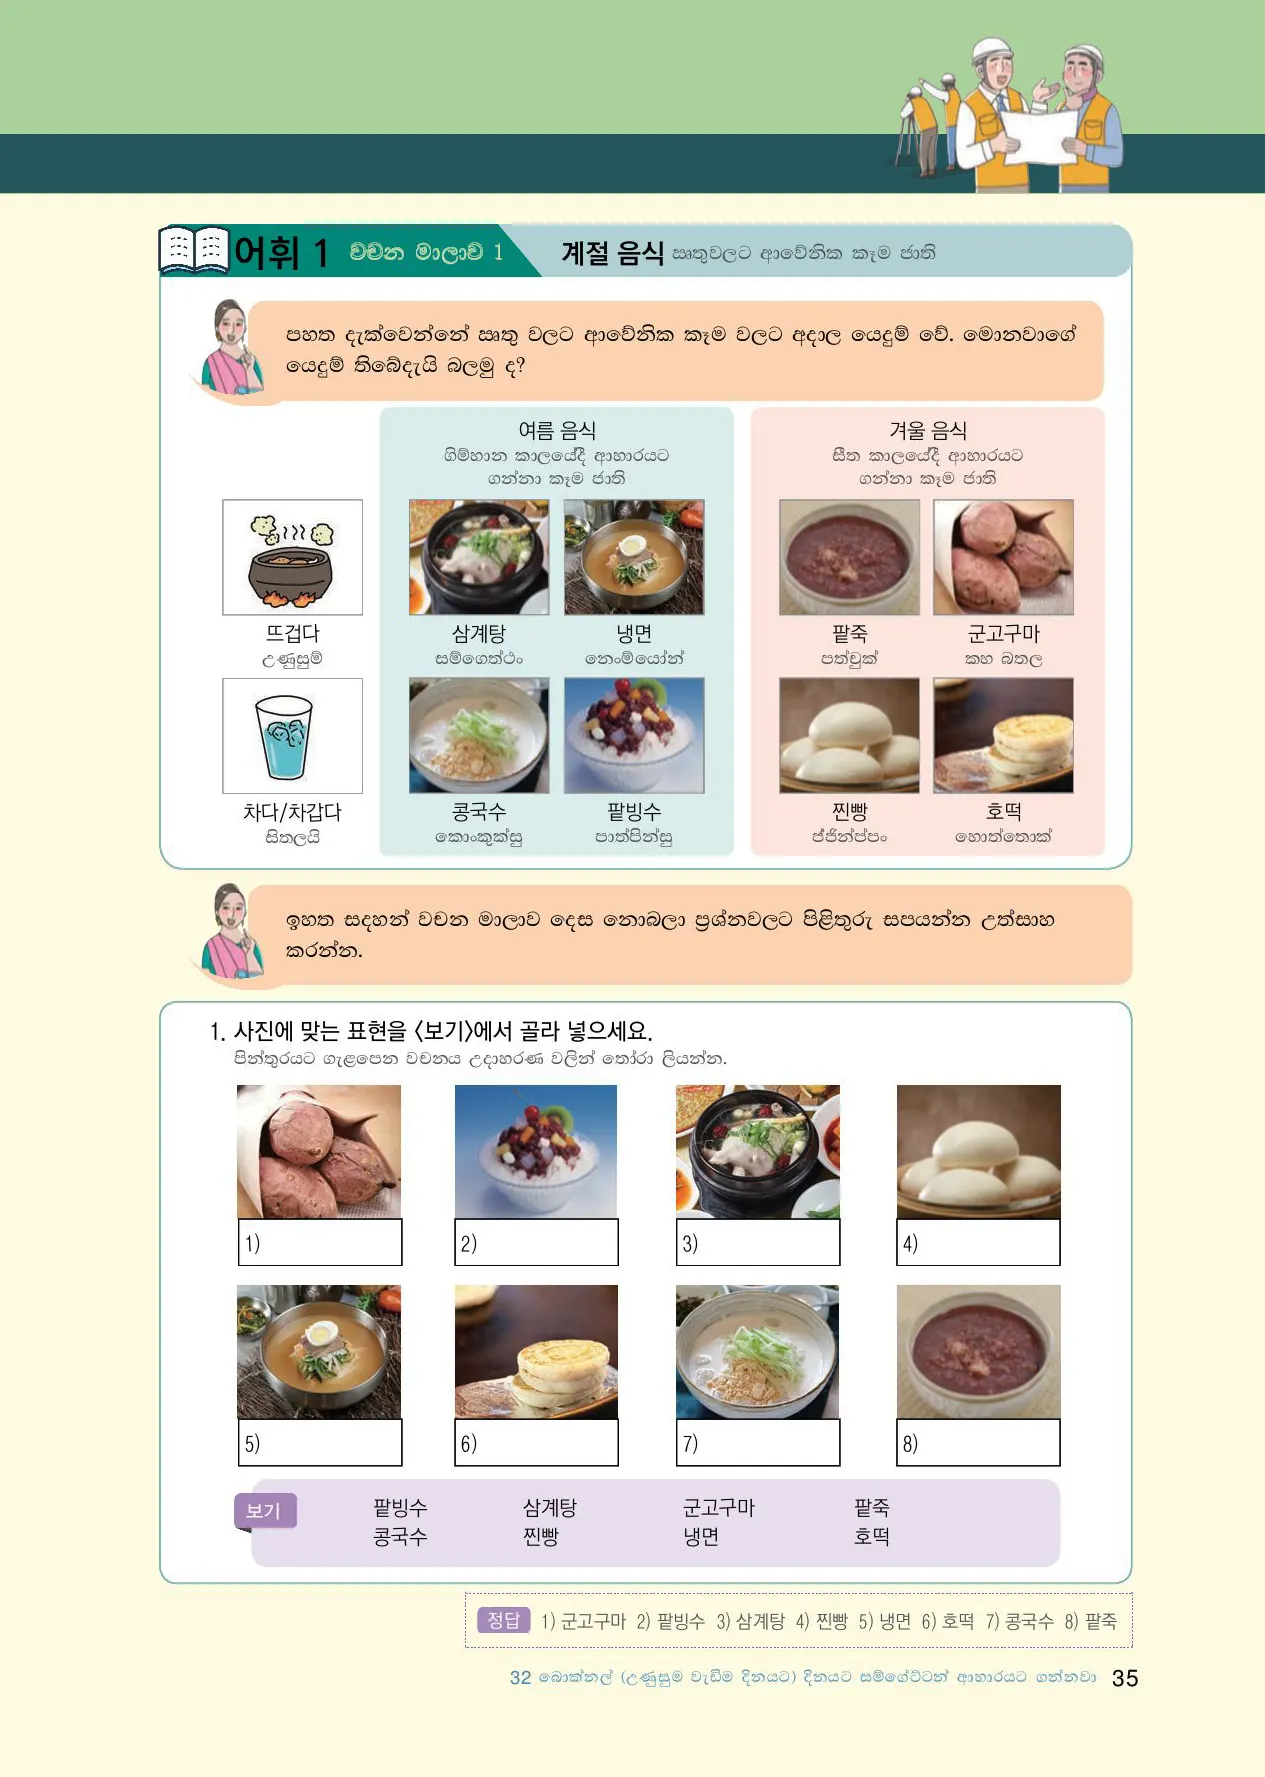 어휘 1 වචන මාලාව 1 계절 음식 ඍතුවලට ආවේනික කෑම ජාති
පහත දැක්වෙන්නේ ඍතු වලට ආවේනික කෑම වලට අදාල යෙදුම් වේ. මොනවාගේ
යෙදුම් තිබේදැයි බලමු ද?
여름 음식
ගිම්හාන කාලයේදී ආහාරයට
ගන්නා කෑම ජාති
겨울 음식
සීත කාලයේදී ආහාරයට
ගන්නා කෑම ජාති
뜨겁다 삼계탕 냉면 팥죽 군고구마
උණුසුම් සම්ගෙත්ථං නෙංම්යෝන් පත්චුක් කහ බතල
차다/차갑다 콩국수 팥빙수 찐빵 호떡
සිතලයි කොංකුක්සු පාත්පින්සු ප්ජින්ප්පං හොත්තොක්
ඉහත සදහන් වචන මාලාව දෙස නොබලා ප්‍රශ්නවලට පිළිතුරු සපයන්න උත්සාහ
කරන්න.
1. 사진에 맞는 표현을 〈보기〉에서 골라 넣으세요.
පින්තුරයට ගැළපෙන වචනය උදාහරණ වලින් තෝරා ලියන්න.
1) 2) 3) 4)
5) 6) 7) 8)
보기 팥빙수 삼계탕 군고구마 팥죽
콩국수 찐빵 냉면 호떡
정답 1) 군고구마 2) 팥빙수 3) 삼계탕 4) 찐빵 5) 냉면 6) 호떡 7) 콩국수 8) 팥죽
32 බොක්නල් (උණුසුම වැඩිම දිනයට) දිනයට සම්ගේට්ටන් ආහාරයට ගන්නවා 35